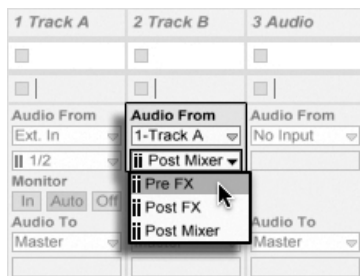 1 Track A
2 Track B
3 Audio
Audio From
Audio From
Audio From
Ext. In
1-Track A
No Input
1/2
Post Mixer
Monitor
In Auto Off
Pre FX
Post FX
Post Mixer
Audio To
Audio To
Master
Master